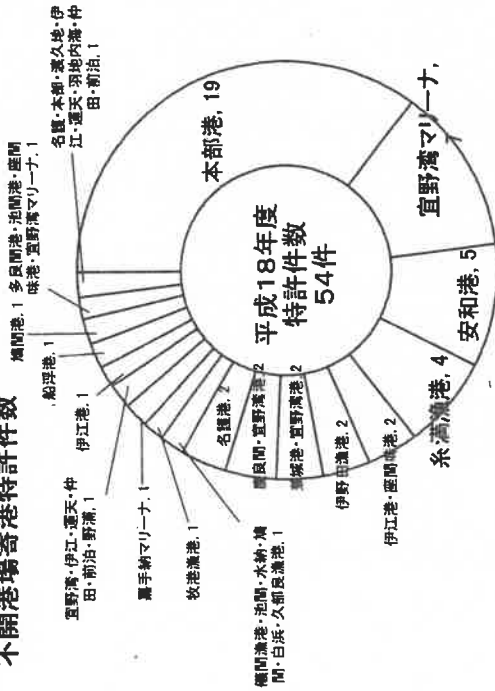 不開港場寄港特許件数
名護・本部・渡久地・伊
江・運天・羽地内海・仲
田・前泊, 1
多良間港・池間港・座間
味港・宜野湾マリーナ, 1
鳩間港, 1
船浮港, 1
伊江港, 1
宜野湾・伊江・運天・仲
田・前泊・野浦, 1
嘉手納マリーナ, 1
牧港漁港, 1
儀間漁港・池間・水納・鳩
間・白浜・久部良漁港, 1
名護港, 2
良間・宜野湾港, 2
城港・宜野湾港, 2
伊野田漁港, 2
伊江港・座間味港, 2
糸満漁港, 4
安和港, 5
宜野湾マリーナ,
本部港, 19
平成18年度
特許件数
54件